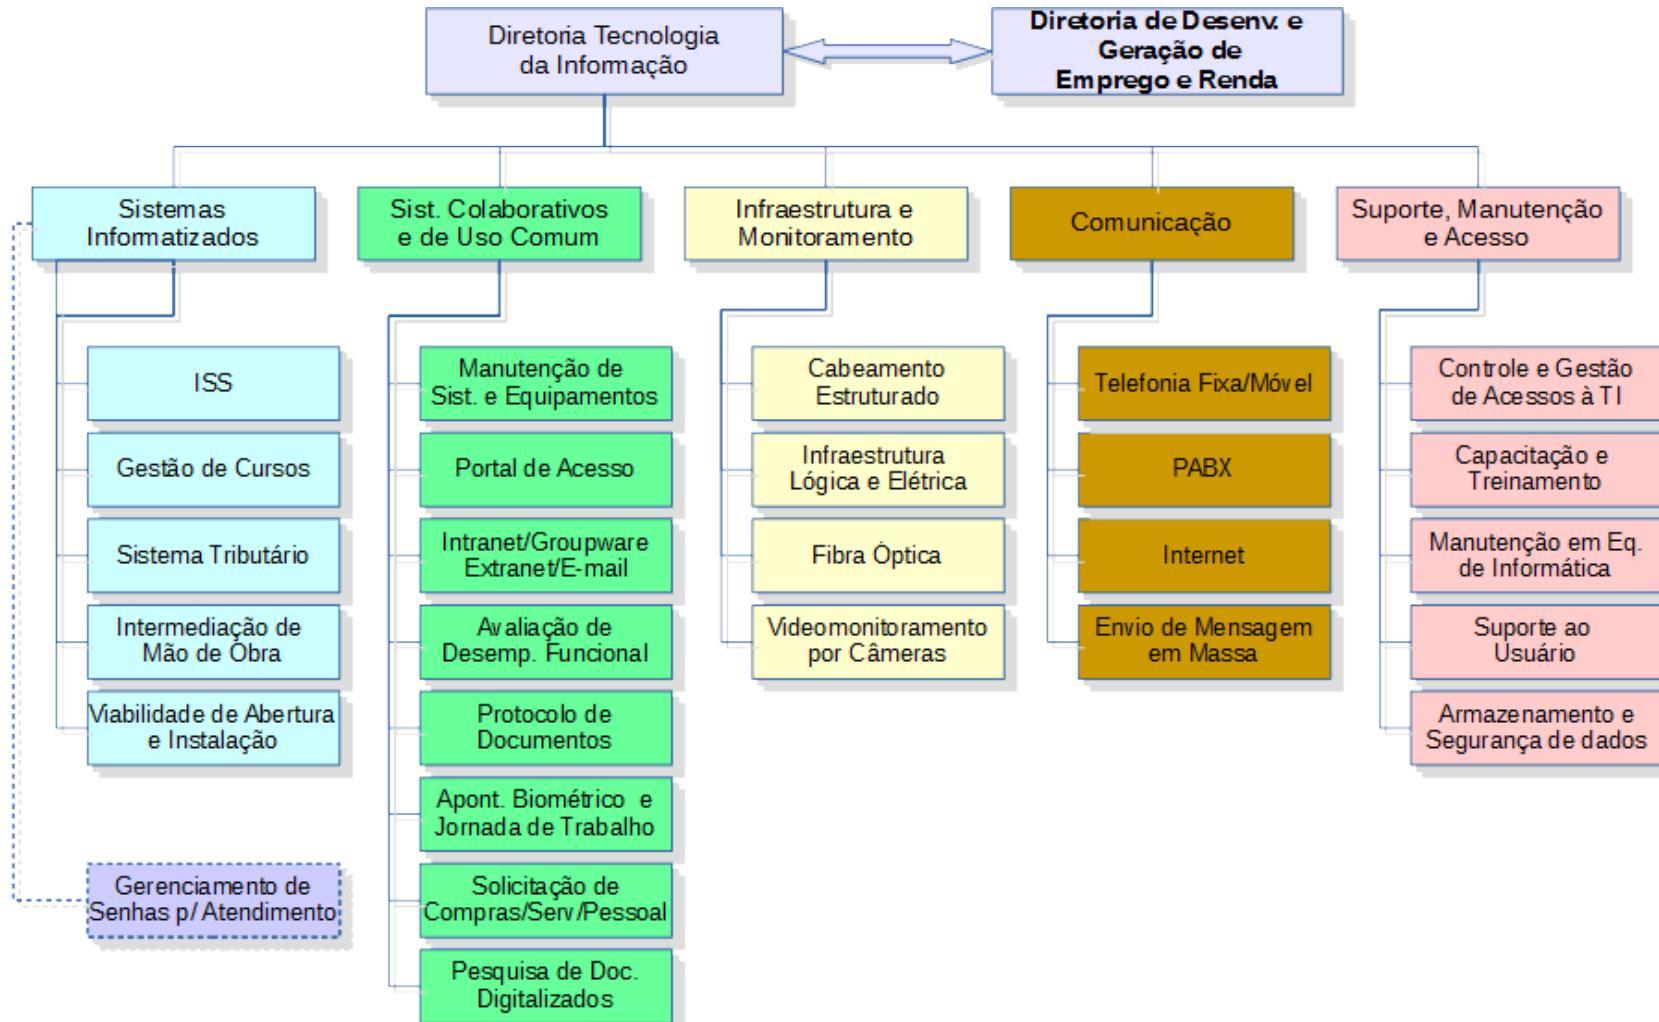 Diretoria Tecnologia
da Informação
Diretoria de Desenv. e
Geração de
Emprego e Renda
Sistemas
Informatizados
Sist. Colaborativos
e de Uso Comum
Infraestrutura e
Monitoramento
Comunicação
Suporte, Manutenção
e Acesso
ISS
Gestão de Cursos
Sistema Tributário
Intermediação de
Mão de Obra
Viabilidade de Abertura
e Instalação
Gerenciamento de
Senhas p/ Atendimento
Manutenção de
Sist. e Equipamentos
Portal de Acesso
Intranet/Groupware
Extranet/E-mail
Avaliação de
Desemp. Funcional
Protocolo de
Documentos
Apont. Biométrico e
Jornada de Trabalho
Solicitação de
Compras/Serv/Pessoal
Pesquisa de Doc.
Digitalizados
Cabeamento
Estruturado
Infraestrutura
Lógica e Elétrica
Fibra Óptica
Videomonitoramento
por Câmeras
Telefonia Fixa/Móvel
PABX
Internet
Envio de Mensagem
em Massa
Controle e Gestão
de Acessos à TI
Capacitação e
Treinamento
Manutenção em Eq.
de Informática
Suporte ao
Usuário
Armazenamento e
Segurança de dados